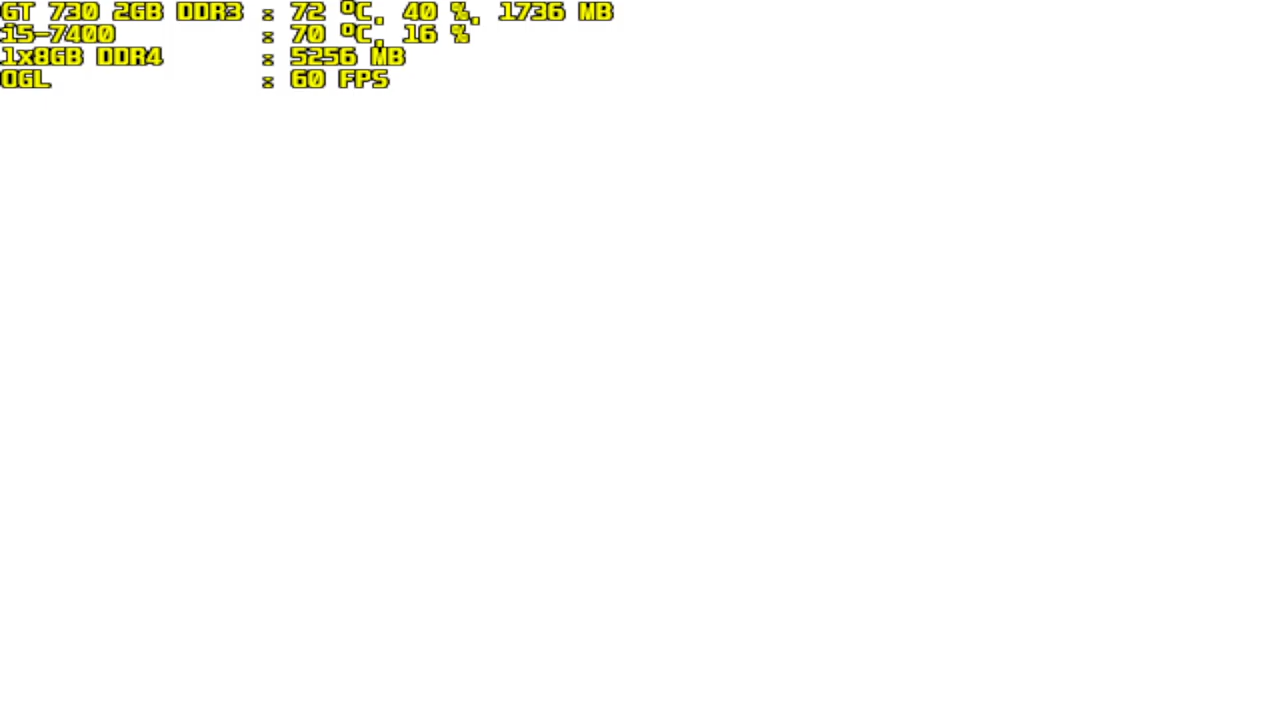 GT 730 2GB DDR3 : 72 ºC, 40 %, 1736 MB
i5-7400 : 70 ºC, 16 %
1x8GB DDR4 : 5256 MB
OGL : 60 FPS